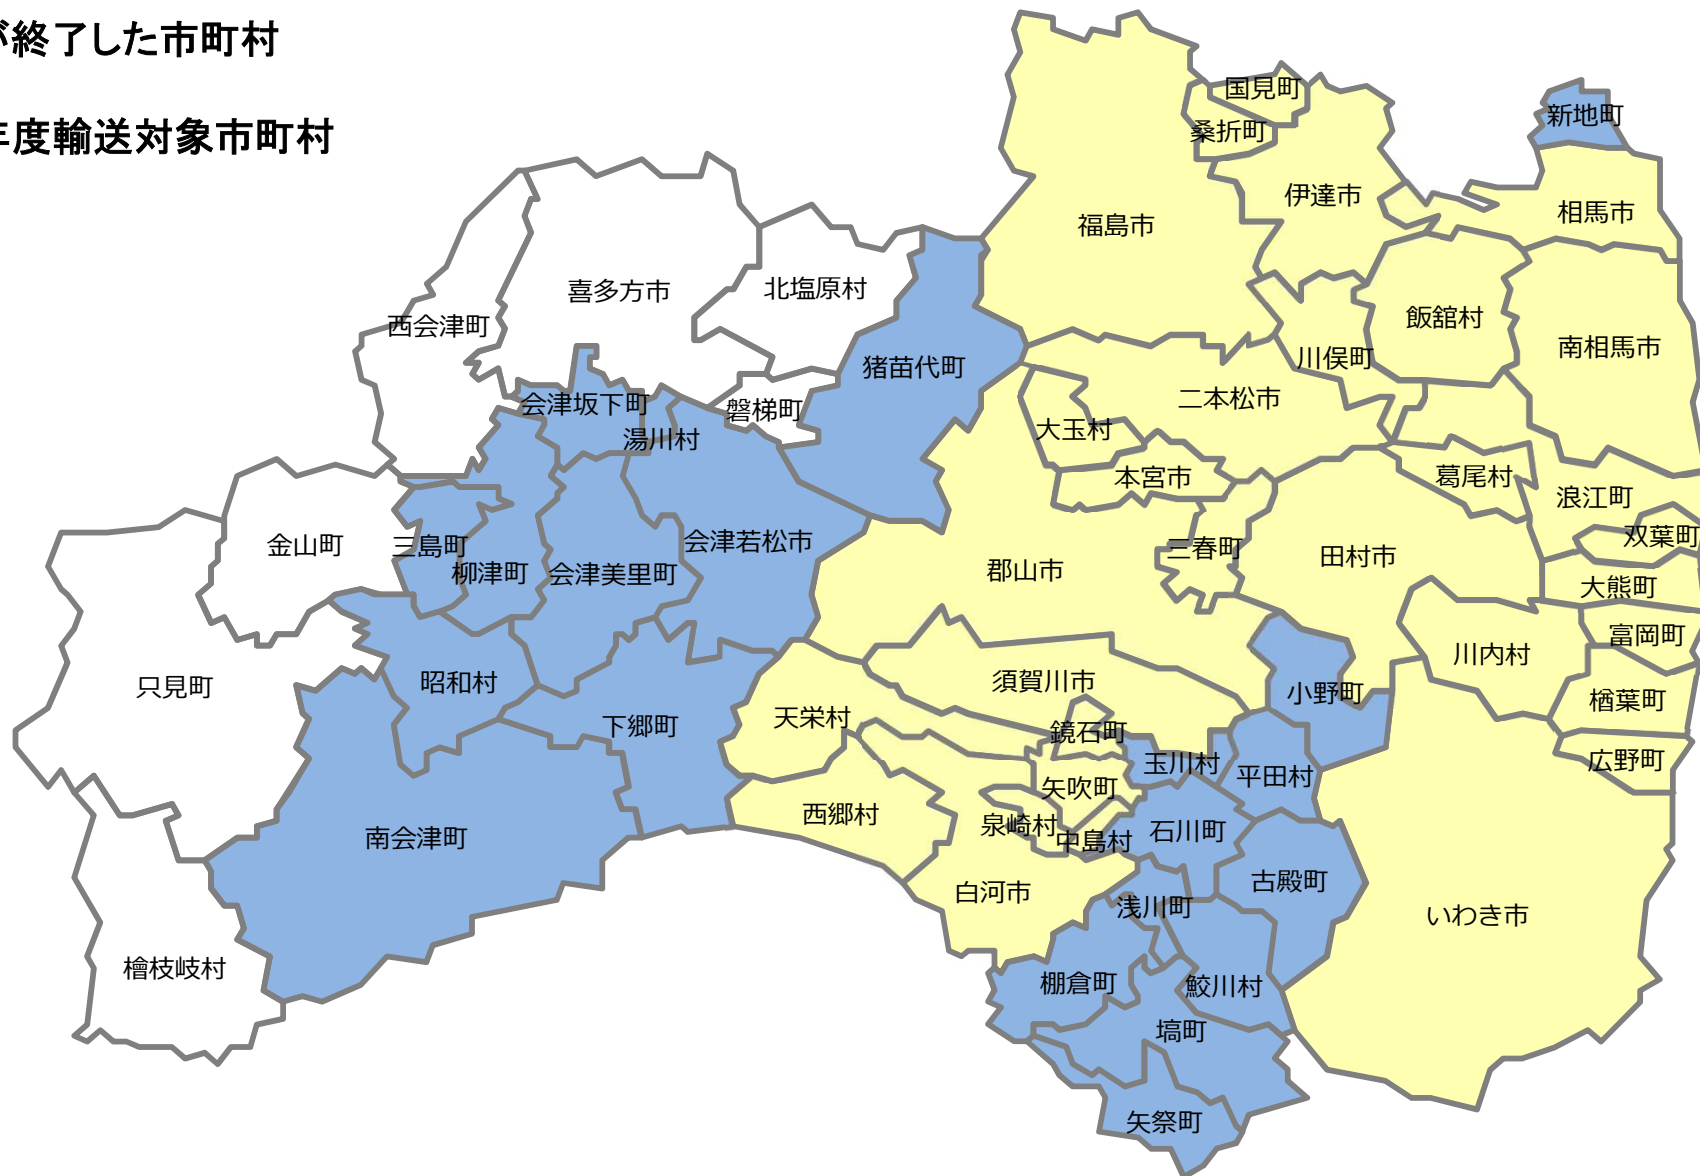 が終了した市町村
年度輸送対象市町村
国見町
新地町
桑折町
伊達市
相馬市
福島市
喜多方市
北塩原村
飯舘村
西会津町
南相馬市
川俣町
猪苗代町
二本松市
会津坂下町
磐梯町
大玉村
湯川村
本宮市
葛尾村
浪江町
双葉町
金山町
三島町
会津若松市
三春町
田村市
柳津町
会津美里町
郡山市
大熊町
富岡町
川内村
只見町
昭和村
須賀川市
小野町
楢葉町
天栄村
下郷町
鏡石町
玉川村
平田村
広野町
矢吹町
西郷村
泉崎村
中島村
石川町
南会津町
古殿町
白河市
浅川町
いわき市
檜枝岐村
棚倉町
鮫川村
塙町
矢祭町